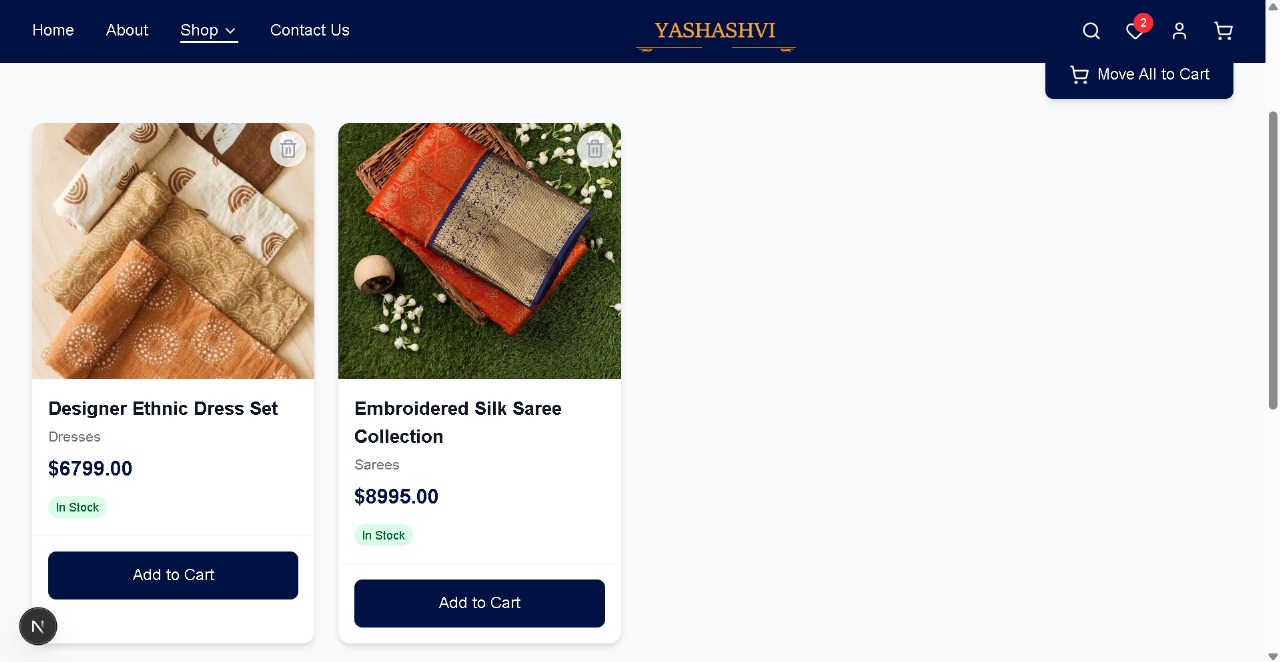 Home
About
Shop
Contact Us
YASHASHVI
2
Move All to Cart
Designer Ethnic Dress Set
Dresses
$6799.00
In Stock
Add to Cart
Embroidered Silk Saree
Collection
Sarees
$8995.00
In Stock
Add to Cart
N